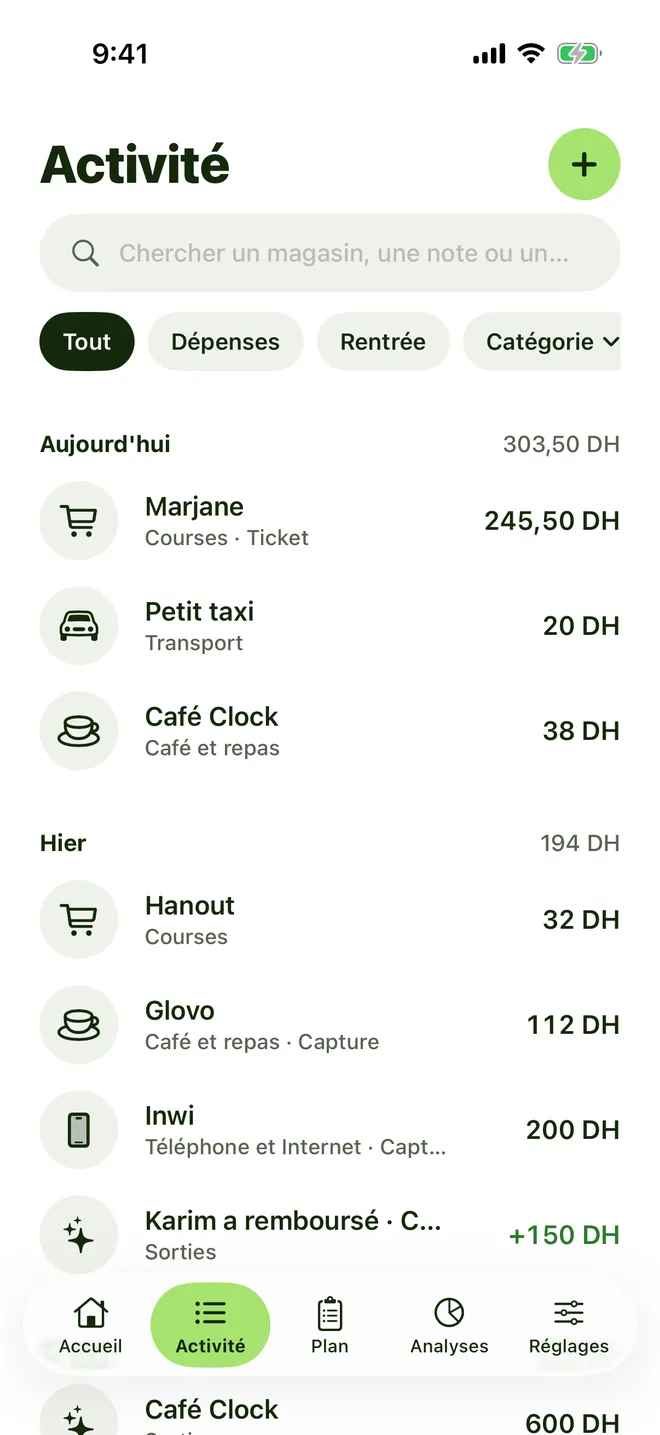 9:41
Activité
Chercher un magasin, une note ou un...
Tout
Dépenses
Rentrée
Catégorie
Aujourd'hui
303,50 DH
Marjane
245,50 DH
Courses · Ticket
Petit taxi
20 DH
Transport
Café Clock
38 DH
Café et repas
Hier
194 DH
Hanout
32 DH
Courses
Glovo
112 DH
Café et repas · Capture
Inwi
200 DH
Téléphone et Internet · Capt...
Karim a remboursé · C...
+150 DH
Sorties
Accueil
Activité
Plan
Analyses
Réglages
Café Clock
600 DH